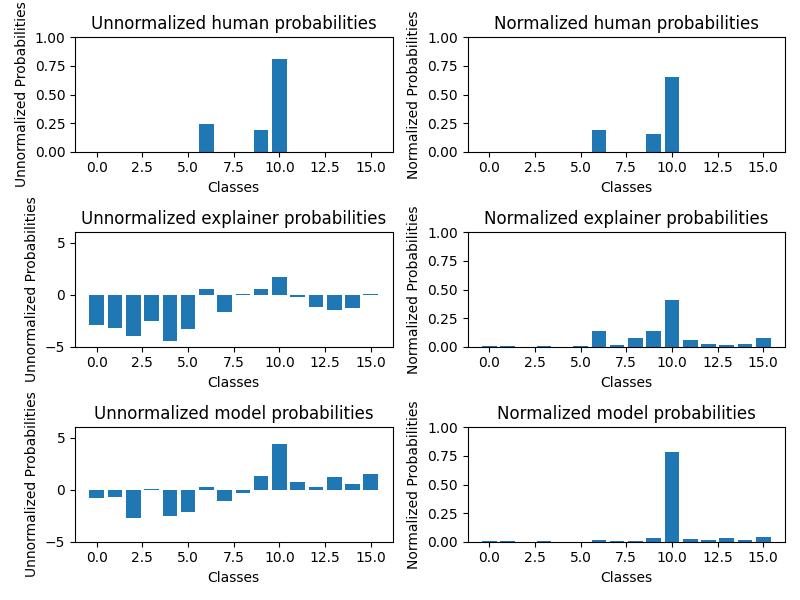 Unnormalized human probabilities
Unnormalized Probabilities
1.00
0.75
0.50
0.25
0.00
0.0 2.5 5.0 7.5 10.0 12.5 15.0
Classes
Normalized human probabilities
Normalized Probabilities
1.00
0.75
0.50
0.25
0.00
0.0 2.5 5.0 7.5 10.0 12.5 15.0
Classes
Unnormalized explainer probabilities
Unnormalized Probabilities
5
0
−5
0.0 2.5 5.0 7.5 10.0 12.5 15.0
Classes
Normalized explainer probabilities
Normalized Probabilities
1.00
0.75
0.50
0.25
0.00
0.0 2.5 5.0 7.5 10.0 12.5 15.0
Classes
Unnormalized model probabilities
Unnormalized Probabilities
5
0
−5
0.0 2.5 5.0 7.5 10.0 12.5 15.0
Classes
Normalized model probabilities
Normalized Probabilities
1.00
0.75
0.50
0.25
0.00
0.0 2.5 5.0 7.5 10.0 12.5 15.0
Classes